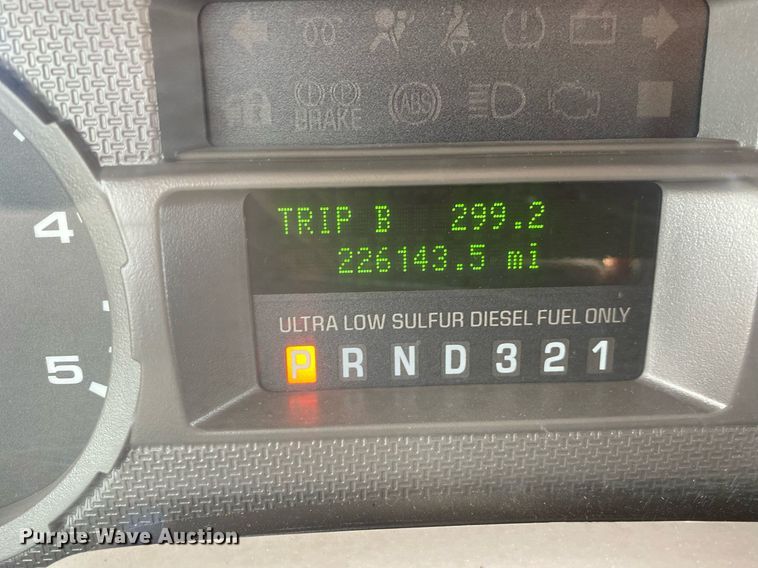 BRAKE
ABS
4
TRIP B 299.2
226143.5 mi
ULTRA LOW SULFUR DIESEL FUEL ONLY
P R N D 3 2 1
5
Purple Wave Auction